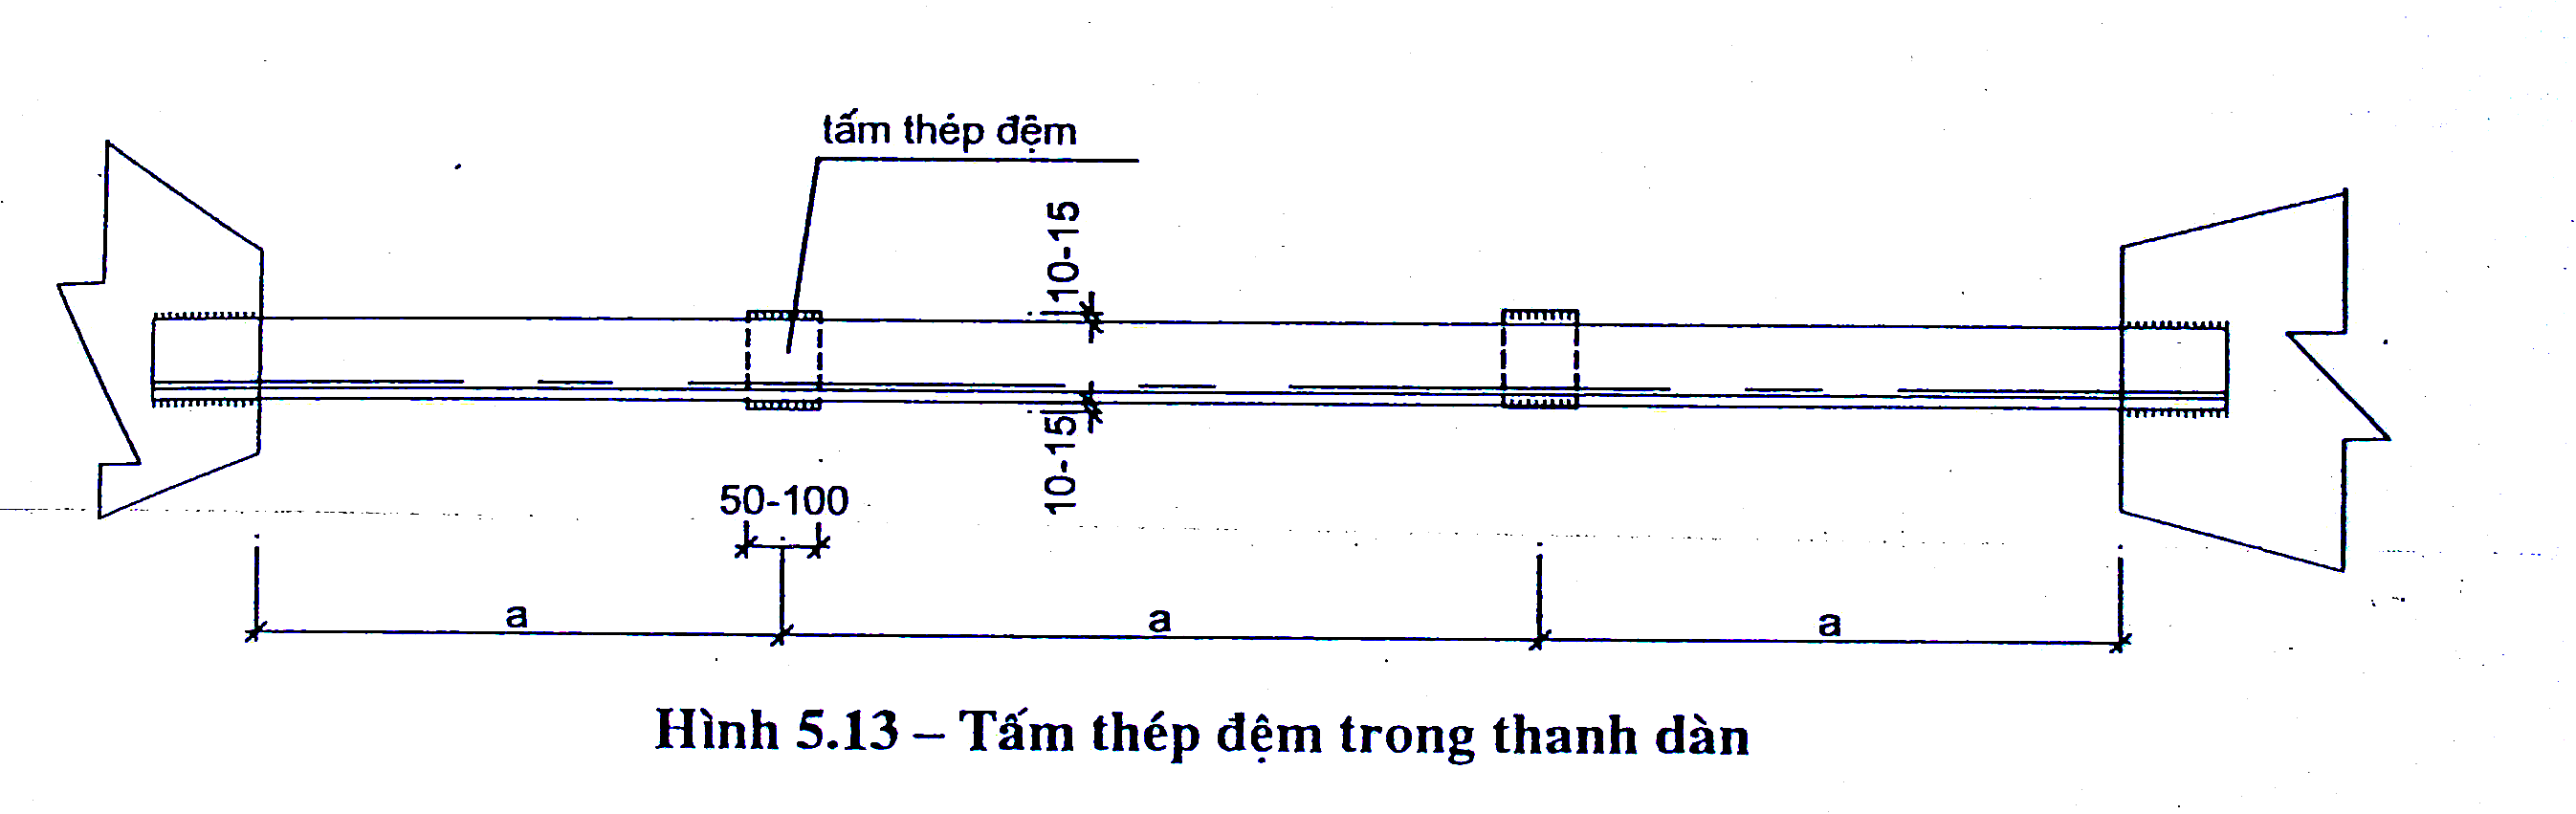 tấm thép đệm
10-15
10-15
50-100
a
a
a
Hình 5.13 – Tấm thép đệm trong thanh dàn